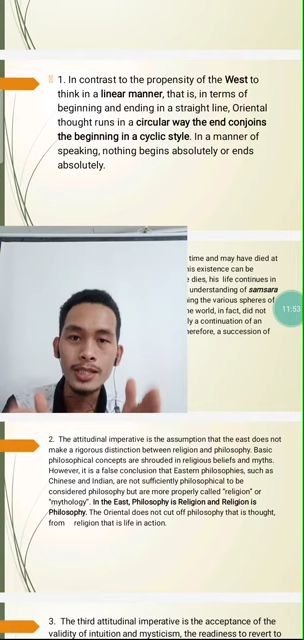 1. In contrast to the propensity of the West to
think in a linear manner, that is, in terms of
beginning and ending in a straight line, Oriental
thought runs in a circular way the end conjoins
the beginning in a cyclic style. In a manner of
speaking, nothing begins absolutely or ends
absolutely.
time and may have died at
his existence can be
e dies, his life continues in
understanding of samsara
ing the various spheres of
he world, in fact, did not
ly a continuation of an
herefore, a succession of
11:53
2. The attitudinal imperative is the assumption that the east does not
make a rigorous distinction between religion and philosophy. Basic
philosophical concepts are shrouded in religious beliefs and myths.
However, it is a false conclusion that Eastern philosophies, such as
Chinese and Indian, are not sufficiently philosophical to be
considered philosophy but are more properly called "religion" or
"mythology". In the East, Philosophy is Religion and Religion is
Philosophy. The Oriental does not cut off philosophy that is thought,
from religion that is life in action.
3. The third attitudinal imperative is the acceptance of the
validity of intuition and mysticism, the readiness to revert to